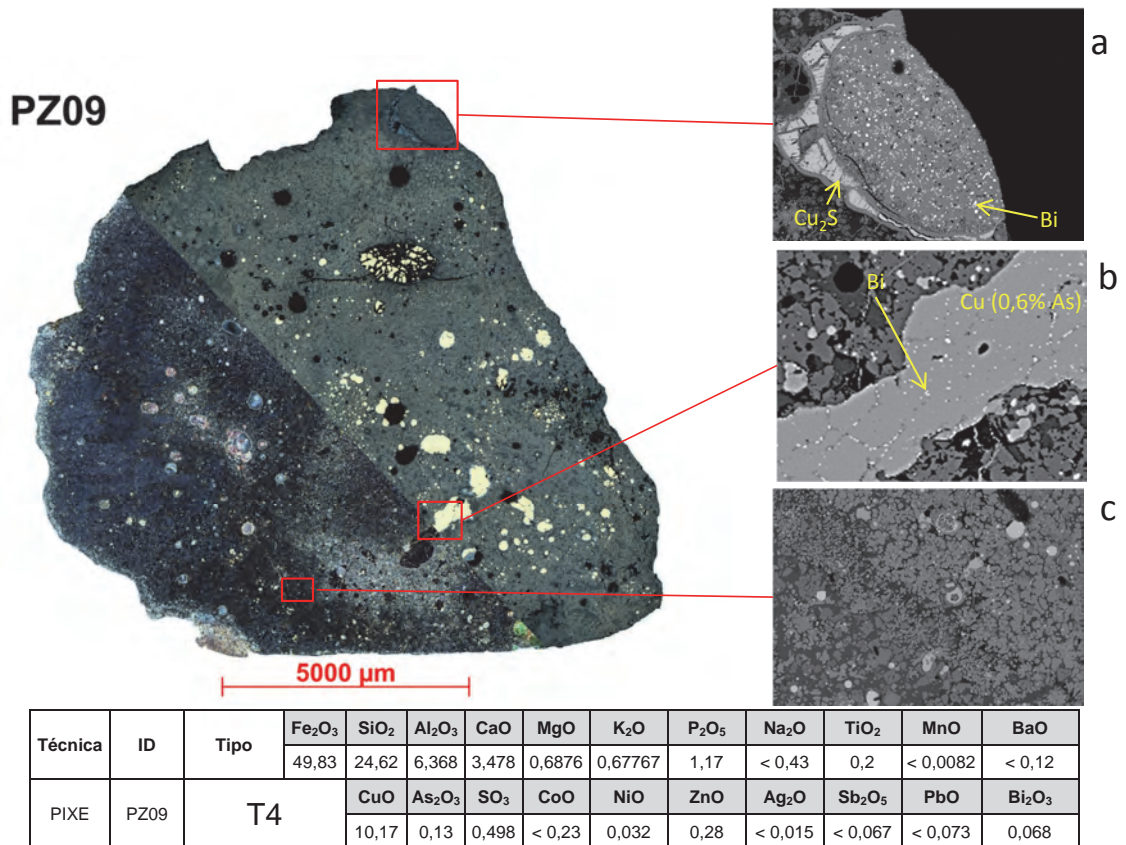 PZ09
a
Cu₂S
Bi
b
Bi
Cu (0,6% As)
c
5000 µm
Técnica ID Tipo Fe₂O₃ SiO₂ Al₂O₃ CaO MgO K₂O P₂O₅ Na₂O TiO₂ MnO BaO
49,83 24,62 6,368 3,478 0,6876 0,67767 1,17 < 0,43 0,2 < 0,0082 < 0,12
PIXE PZ09 T4 CuO As₂O₃ SO₃ CoO NiO ZnO Ag₂O Sb₂O₅ PbO Bi₂O₃
10,17 0,13 0,498 < 0,23 0,032 0,28 < 0,015 < 0,067 < 0,073 0,068